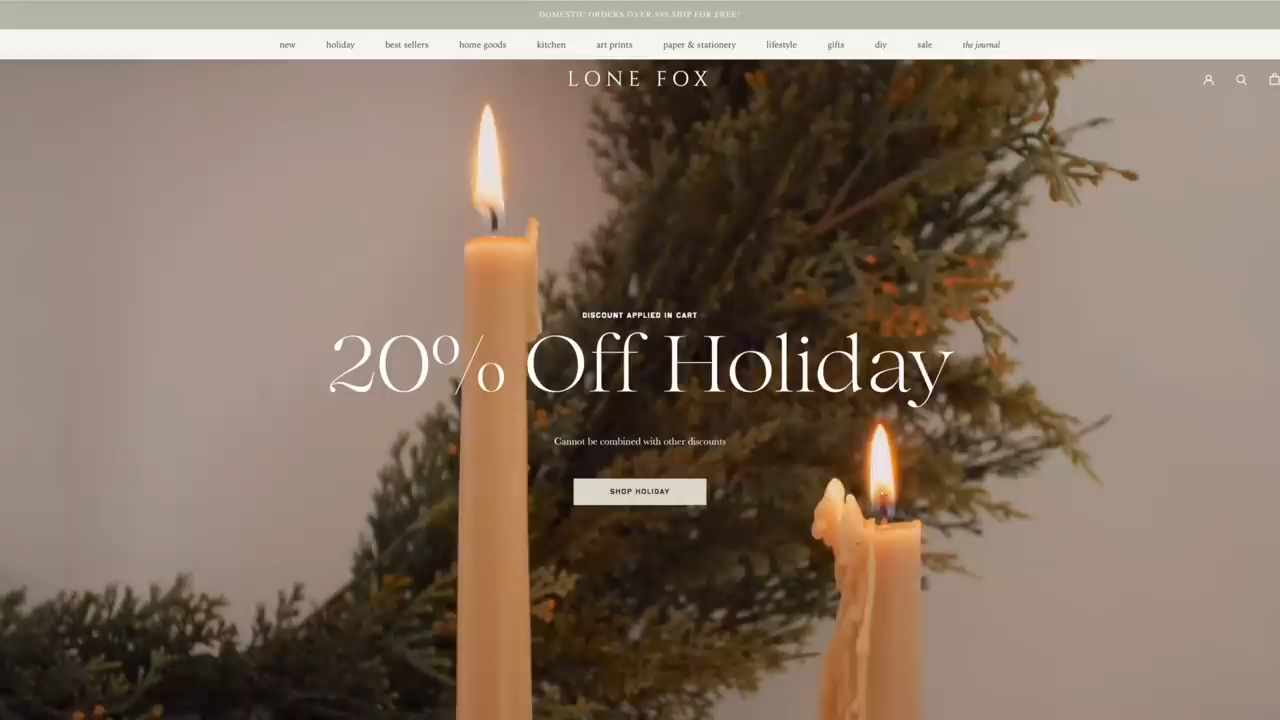 DOMESTIC ORDERS OVER $99 SHIP FOR FREE*
new holiday best sellers home goods kitchen art prints paper & stationery lifestyle gifts diy sale the journal
LONE FOX
DISCOUNT APPLIED IN CART
20% Off Holiday
Cannot be combined with other discounts
SHOP HOLIDAY